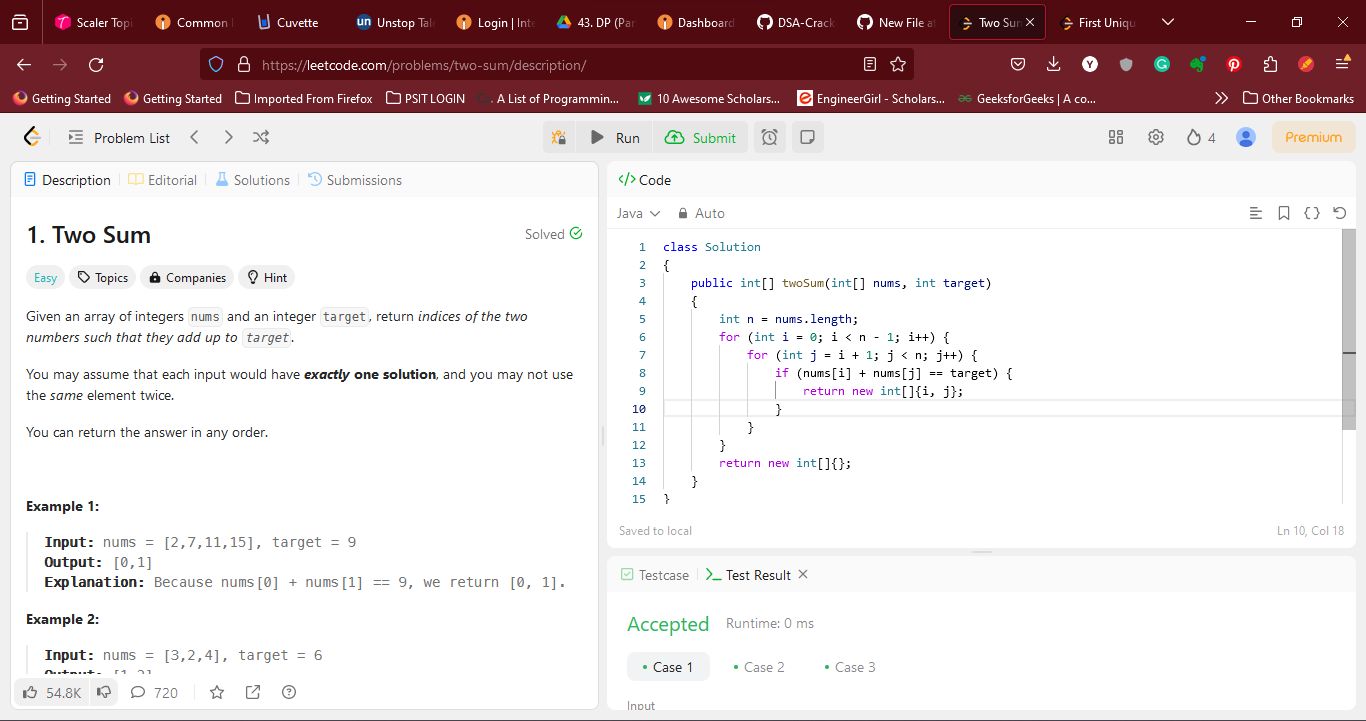 Scaler Topi
Common
Cuvette
Unstop Tal
Login | Inte
43. DP (Pa
Dashboard
DSA-Crack
New File a
Two Sum
First Uniqu
https://leetcode.com/problems/two-sum/description/
Getting Started
Getting Started
Imported From Firefox
PSIT LOGIN
A List of Programmin...
10 Awesome Scholars...
EngineerGirl - Scholars...
GeeksforGeeks | A co...
Other Bookmarks
Problem List
Run
Submit
4
Premium
Description
Editorial
Solutions
Submissions
1. Two Sum
Solved
Easy
Topics
Companies
Hint
Given an array of integers nums and an integer target, return indices of the two
numbers such that they add up to target.
You may assume that each input would have exactly one solution, and you may not use
the same element twice.
You can return the answer in any order.
Example 1:
Input: nums = [2,7,11,15], target = 9
Output: [0,1]
Explanation: Because nums[0] + nums[1] == 9, we return [0, 1].
Example 2:
Input: nums = [3,2,4], target = 6
Output: [1,2]
54.8K
720
Code
Java
Auto
1 class Solution
2 {
3 public int[] twoSum(int[] nums, int target)
4 {
5 int n = nums.length;
6 for (int i = 0; i < n - 1; i++) {
7 for (int j = i + 1; j < n; j++) {
8 if (nums[i] + nums[j] == target) {
9 return new int[]{i, j};
10 }
11 }
12 }
13 return new int[]{};
14 }
15 }
Saved to local
Ln 10, Col 18
Testcase
Test Result
Accepted
Runtime: 0 ms
Case 1
Case 2
Case 3
Input